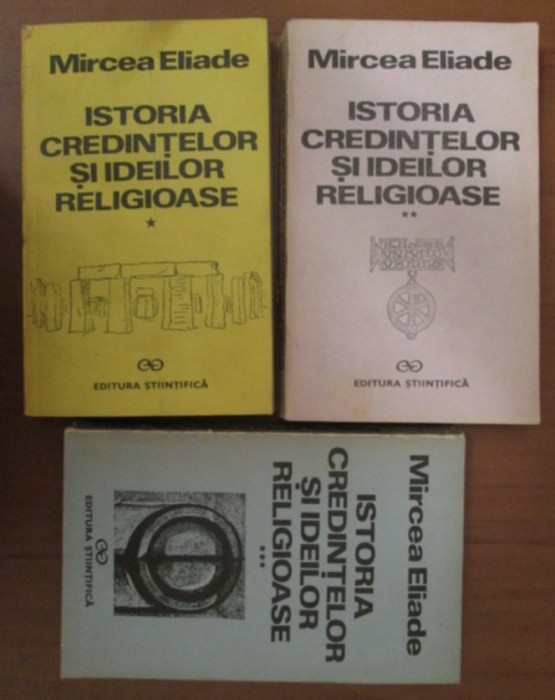 Mircea Eliade
ISTORIA
CREDINȚELOR
ȘI IDEILOR
RELIGIOASE
*
EDITURA ȘTIINȚIFICĂ
Mircea Eliade
ISTORIA
CREDINȚELOR
ȘI IDEILOR
RELIGIOASE
**
EDITURA ȘTIINȚIFICĂ
Mircea Eliade
ISTORIA
CREDINȚELOR
ȘI IDEILOR
RELIGIOASE
***
EDITURA ȘTIINȚIFICĂ